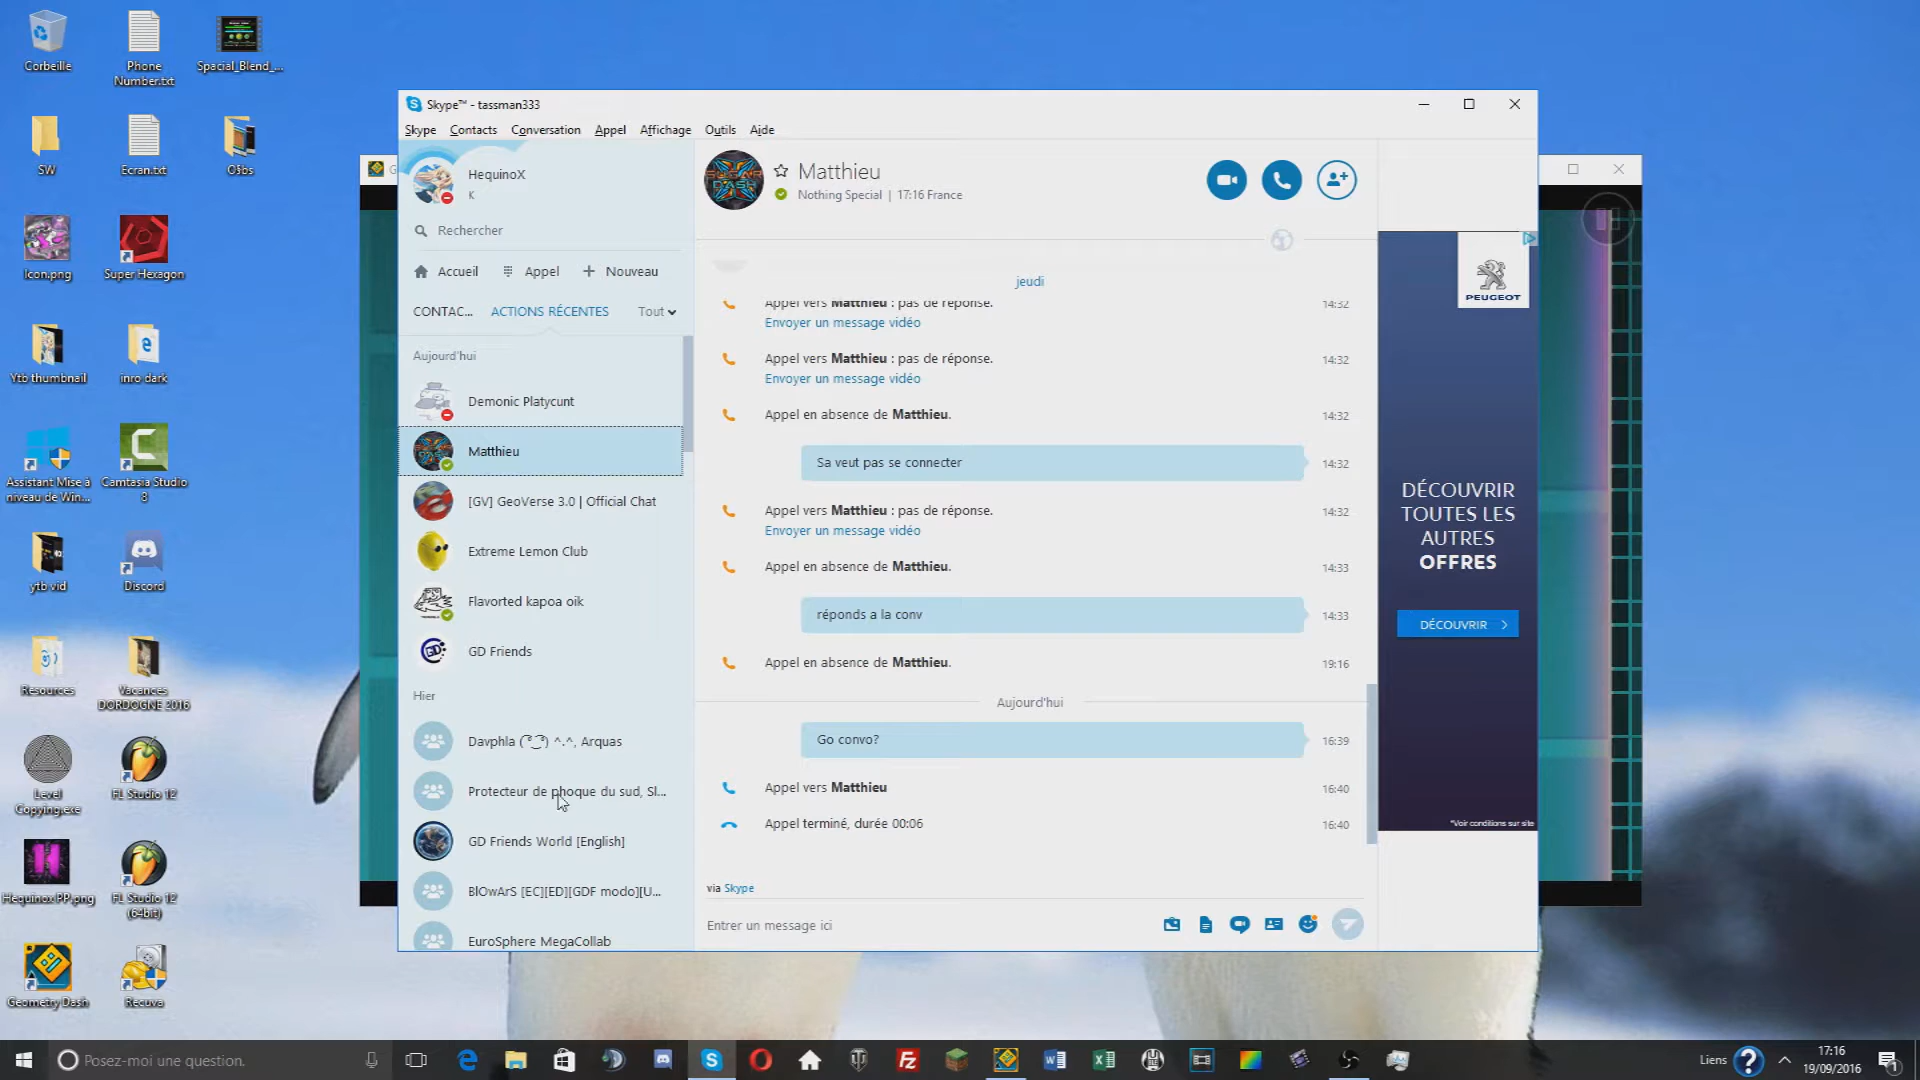 Corbeille
Phone
Number.txt
Spacial_Blend_...
SW
Ecran.txt
Icon.png
Super Hexagon
Ytb thumbnail
inro dark
Assistant Mise à
niveau de Win...
Camtasia Studio
8
ytb vid
Discord
Resources
Vacances
DORDOGNE 2016
Level
Copying.exe
FL Studio 12
Hequinox PP.png
FL Studio 12
(64bit)
Geometry Dash
Recuva
Skype™ - tassman333
Skype Contacts Conversation Appel Affichage Outils Aide
HequinoX
K
Rechercher
Accueil Appel Nouveau
CONTAC... ACTIONS RÉCENTES Tout
Aujourd'hui
Demonic Platycunt
Matthieu
[GV] GeoVerse 3.0 | Official Chat
Extreme Lemon Club
Flavorted kapoa oik
GD Friends
Hier
Davphla ( ͡° ͜ʖ ͡°) ^.^, Arquas
Protecteur de phoque du sud, Sl...
GD Friends World [English]
BlOwArS [EC][ED][GDF modo][U...
EuroSphere MegaCollab
Matthieu
Nothing Special | 17:16 France
jeudi
Appel vers Matthieu : pas de réponse. 14:32
Envoyer un message vidéo
Appel vers Matthieu : pas de réponse. 14:32
Envoyer un message vidéo
Appel en absence de Matthieu. 14:32
Sa veut pas se connecter 14:32
Appel vers Matthieu : pas de réponse. 14:32
Envoyer un message vidéo
Appel en absence de Matthieu. 14:33
réponds a la conv 14:33
Appel en absence de Matthieu. 19:16
Aujourd'hui
Go convo? 16:39
Appel vers Matthieu 16:40
Appel terminé, durée 00:06 16:40
via Skype
Entrer un message ici
PEUGEOT
DÉCOUVRIR
TOUTES LES
AUTRES
OFFRES
DÉCOUVRIR
*Voir conditions sur site
Posez-moi une question.
Liens
17:16
19/09/2016